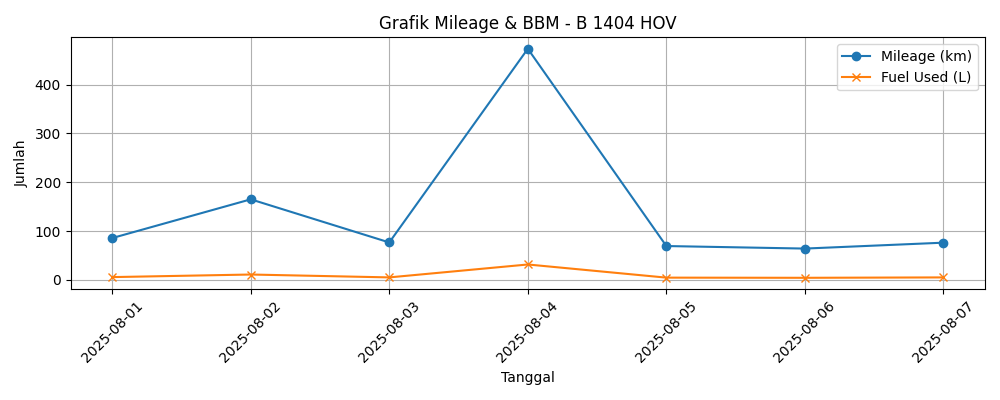 Grafik Mileage & BBM - B 1404 HOV
Mileage (km)
Fuel Used (L)
Jumlah
400
300
200
100
0
2025-08-01
2025-08-02
2025-08-03
2025-08-04
2025-08-05
2025-08-06
2025-08-07
Tanggal